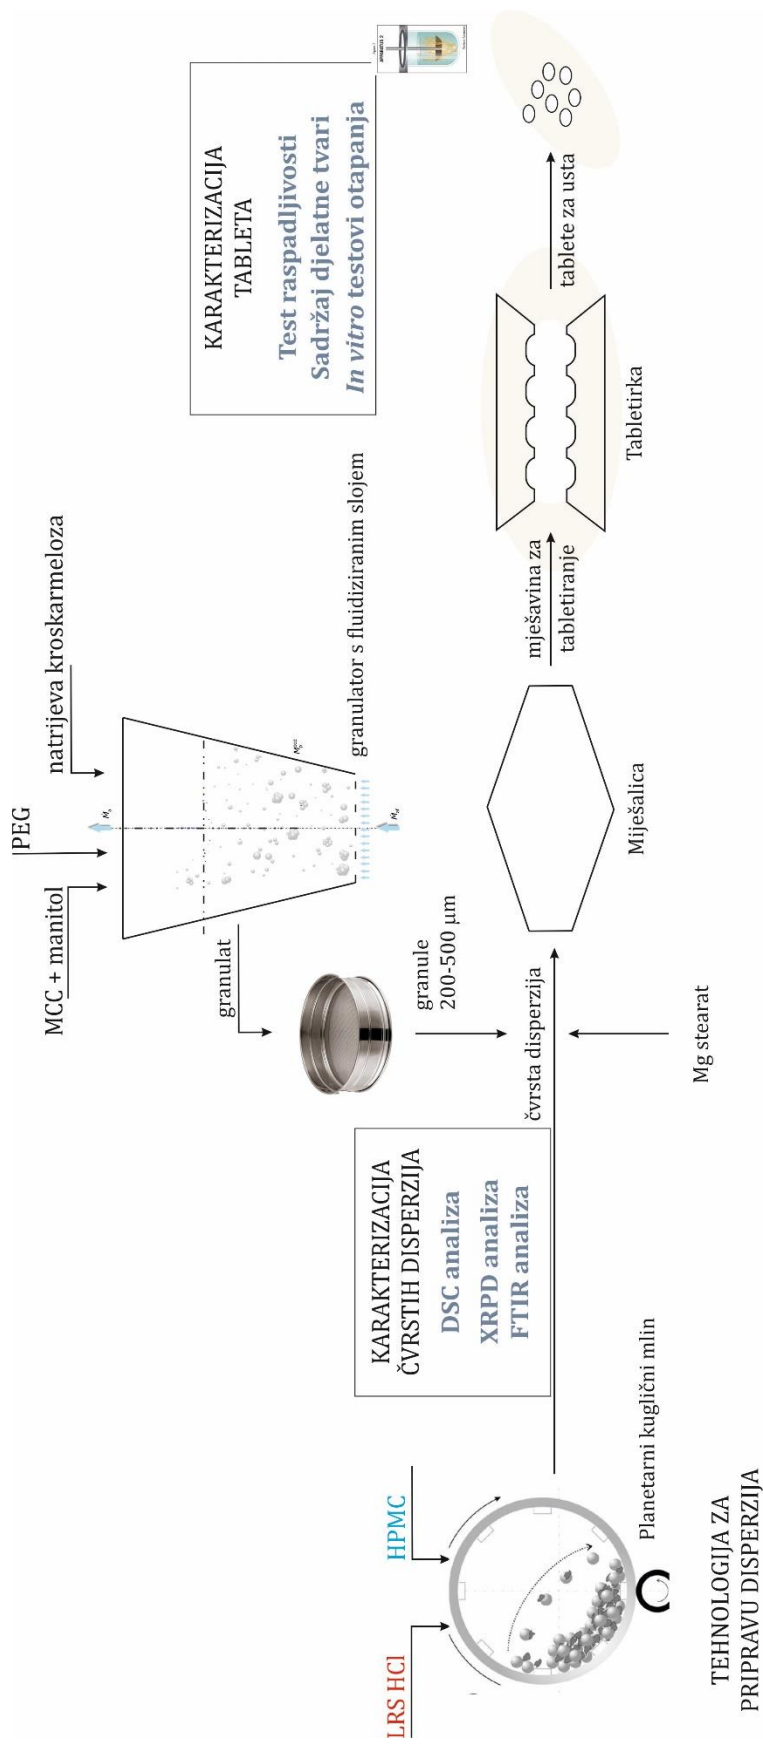 LRS HCl
HPMC
Planetarni kuglični mlin
TEHNOLOGIJA ZA
PRIPRAVU DISPERZIJA
KARAKTERIZACIJA
ČVRSTIH DISPERZIJA
DSC analiza
XRPD analiza
FTIR analiza
čvrsta disperzija
Mg stearat
MCC + manitol
PEG
natrijeva kroskarmeloza
granulator s fluidiziranim slojem
granulat
granule
200-500 μm
Miješalica
mješavina za
tabletiranje
Tabletirka
tablete za usta
KARAKTERIZACIJA
TABLETA
Test raspadljivosti
Sadržaj djelatne tvari
In vitro testovi otapanja
APPARATUS 2